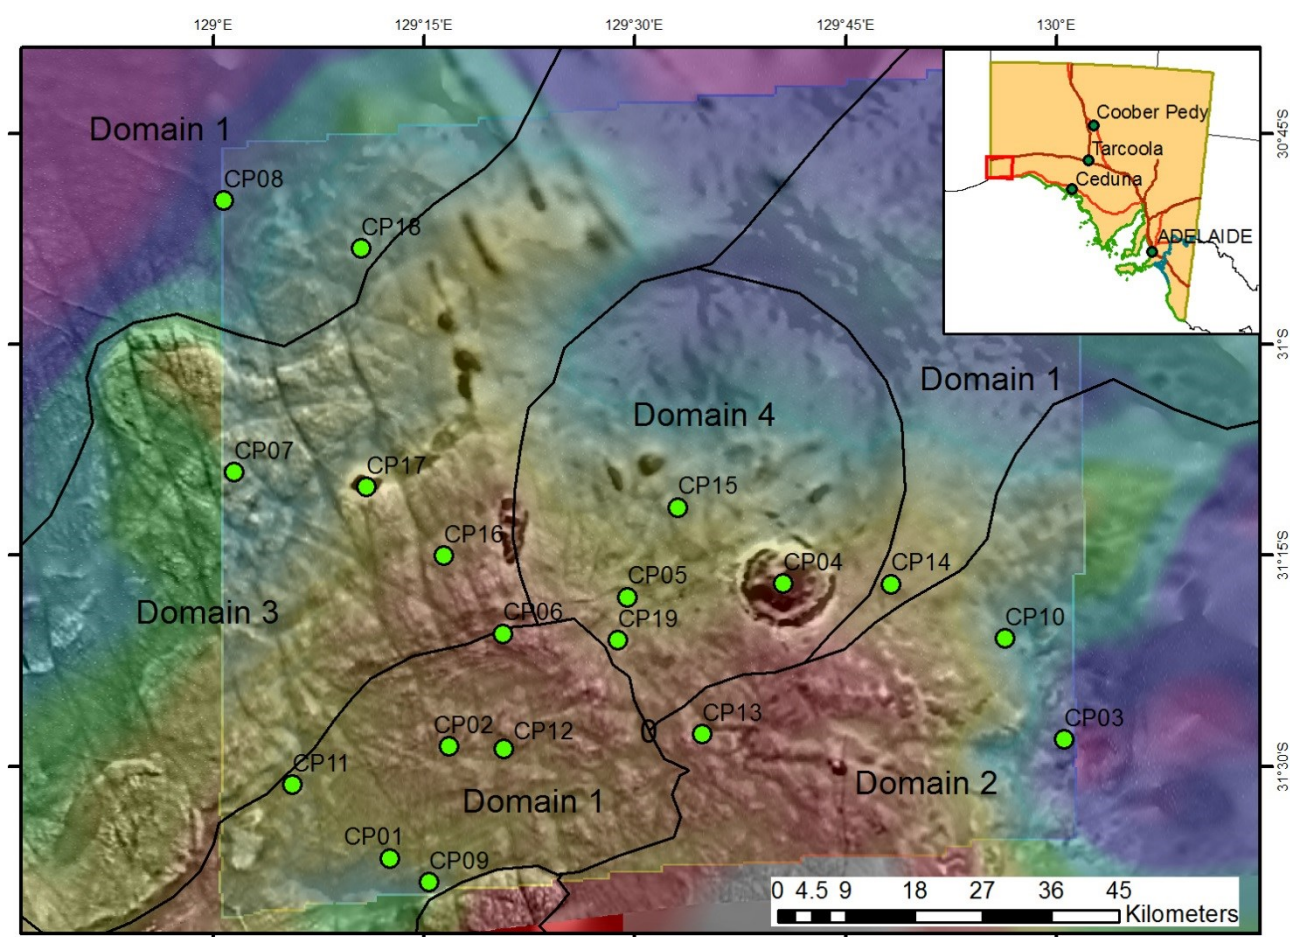 129°E
129°15'E
129°30'E
129°45'E
130°E
30°45'S
31°S
31°15'S
31°30'S
Coober Pedy
Tarcoola
Ceduna
ADELAIDE
Domain 1
CP08
CP18
Domain 1
Domain 4
CP07
CP17
CP15
CP16
CP04
CP14
CP05
Domain 3
CP06
CP19
CP10
CP13
CP03
0
CP02
CP12
CP11
Domain 1
Domain 2
CP01
CP09
0 4.5 9 18 27 36 45
Kilometers